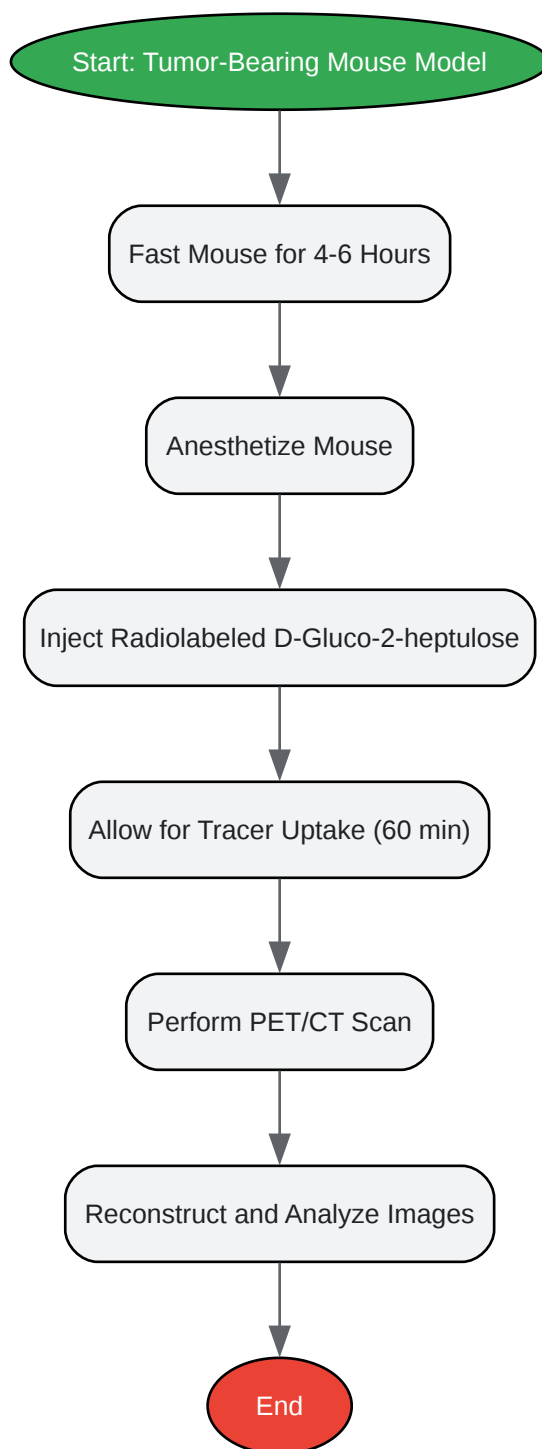 Start: Tumor-Bearing Mouse Model
Fast Mouse for 4-6 Hours
Anesthetize Mouse
Inject Radiolabeled D-Gluco-2-heptulose
Allow for Tracer Uptake (60 min)
Perform PET/CT Scan
Reconstruct and Analyze Images
End